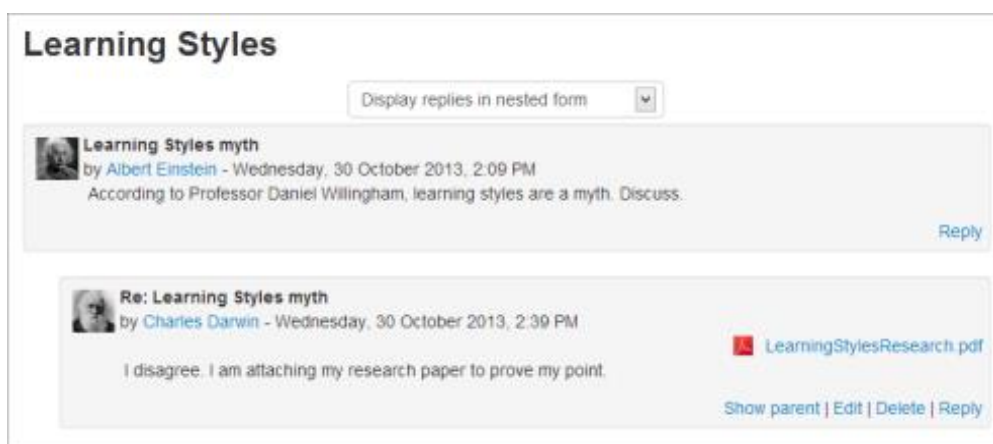 Learning Styles
Display replies in nested form
Learning Styles myth
by Albert Einstein - Wednesday, 30 October 2013, 2:09 PM
According to Professor Daniel Willingham, learning styles are a myth. Discuss.
Reply
Re: Learning Styles myth
by Charles Darwin - Wednesday, 30 October 2013, 2:39 PM
LearningStylesResearch.pdf
I disagree. I am attaching my research paper to prove my point.
Show parent | Edit | Delete | Reply